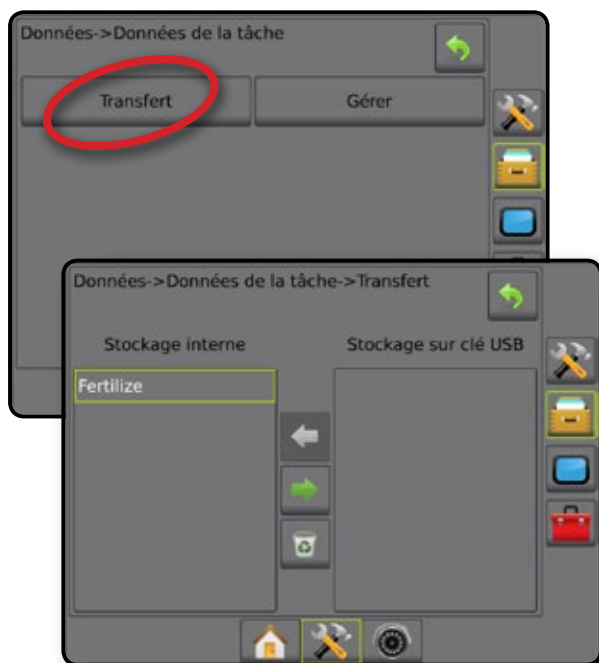 Données->Données de la tâche
Transfert
Gérer
Données->Données de la tâche->Transfert
Stockage interne
Stockage sur clé USB
Fertilize